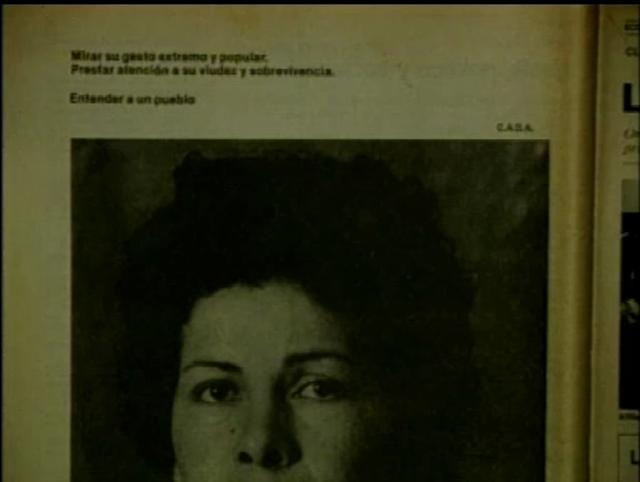 Mirar su gesto extremo y popular.
Prestar atención a su viudez y sobrevivencia.
Entender a un pueblo
C.A.D.A.
L
L